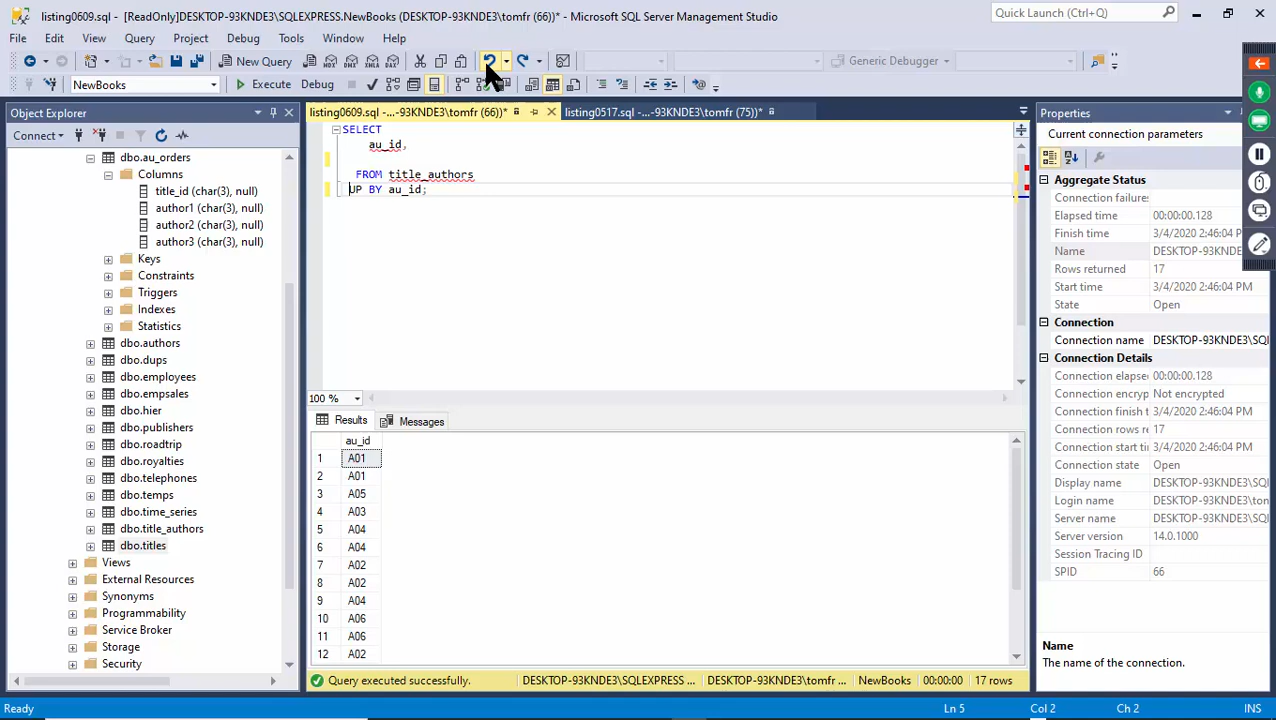 listing0609.sql - [ReadOnly]DESKTOP-93KNDE3\SQLEXPRESS.NewBooks (DESKTOP-93KNDE3\tomfr (66))* - Microsoft SQL Server Management Studio
Quick Launch (Ctrl+Q)
File Edit View Query Project Debug Tools Window Help
New Query MDX DMX XMLA DAX Generic Debugger
NewBooks Execute Debug
Object Explorer
Connect
dbo.au_orders
Columns
title_id (char(3), null)
author1 (char(3), null)
author2 (char(3), null)
author3 (char(3), null)
Keys
Constraints
Triggers
Indexes
Statistics
dbo.authors
dbo.dups
dbo.employees
dbo.empsales
dbo.hier
dbo.publishers
dbo.roadtrip
dbo.royalties
dbo.telephones
dbo.temps
dbo.time_series
dbo.title_authors
dbo.titles
Views
External Resources
Synonyms
Programmability
Service Broker
Storage
Security
listing0609.sql -...-93KNDE3\tomfr (66))*
listing0517.sql -...-93KNDE3\tomfr (75))*
SELECT
au_id,
FROM title_authors
UP BY au_id;
100 %
Results Messages
au_id
1 A01
2 A01
3 A05
4 A03
5 A04
6 A04
7 A02
8 A02
9 A04
10 A06
11 A06
12 A02
Query executed successfully. DESKTOP-93KNDE3\SQLEXPRESS ... DESKTOP-93KNDE3\tomfr ... NewBooks 00:00:00 17 rows
Properties
Current connection parameters
Aggregate Status
Connection failures
Elapsed time 00:00:00.128
Finish time 3/4/2020 2:46:04 PM
Name DESKTOP-93KNDE3
Rows returned 17
Start time 3/4/2020 2:46:04 PM
State Open
Connection
Connection name DESKTOP-93KNDE3\SQL
Connection Details
Connection elapse 00:00:00.128
Connection encryp Not encrypted
Connection finish t 3/4/2020 2:46:04 PM
Connection rows re 17
Connection start ti 3/4/2020 2:46:04 PM
Connection state Open
Display name DESKTOP-93KNDE3\SQL
Login name DESKTOP-93KNDE3\ton
Server name DESKTOP-93KNDE3\SQL
Server version 14.0.1000
Session Tracing ID
SPID 66
Name
The name of the connection.
Ready Ln 5 Col 2 Ch 2 INS